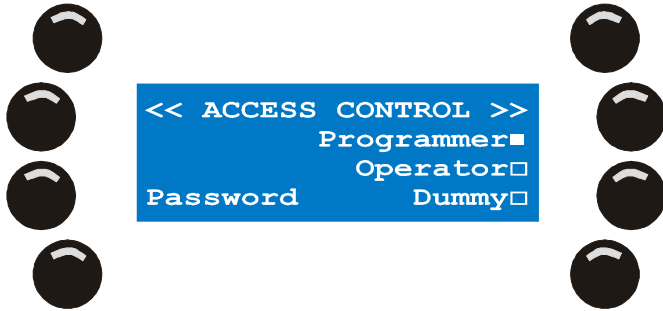 << ACCESS CONTROL >>
Programmer■
Operator□
Password Dummy□